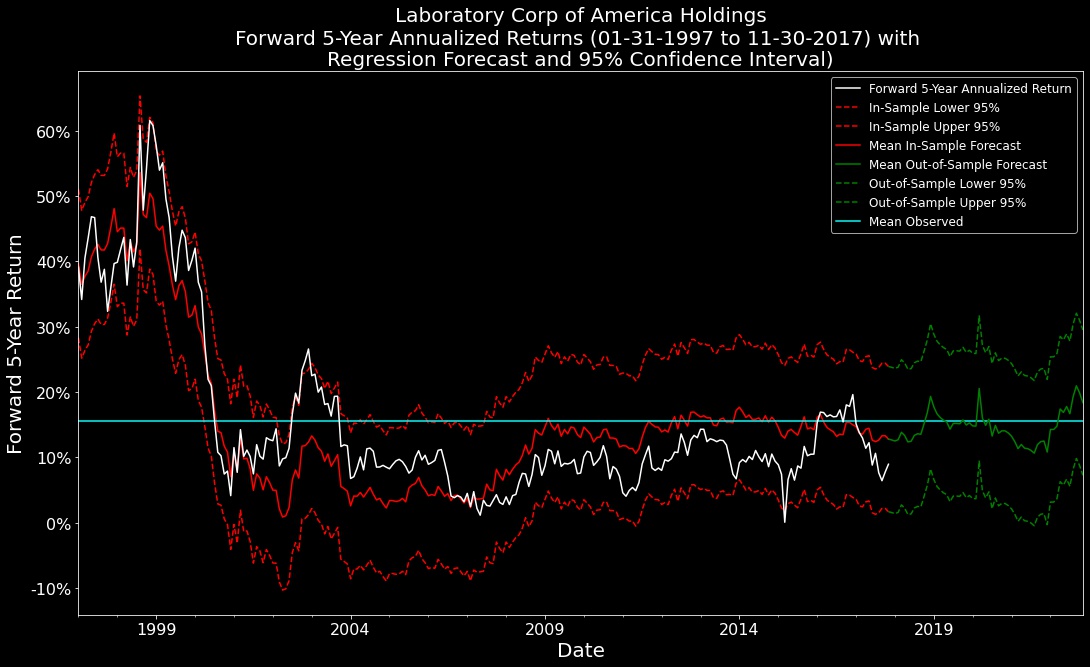 Laboratory Corp of America Holdings
Forward 5-Year Annualized Returns (01-31-1997 to 11-30-2017) with
Regression Forecast and 95% Confidence Interval)
Forward 5-Year Annualized Return
In-Sample Lower 95%
In-Sample Upper 95%
Mean In-Sample Forecast
Mean Out-of-Sample Forecast
Out-of-Sample Lower 95%
Out-of-Sample Upper 95%
Mean Observed
Forward 5-Year Return
60%
50%
40%
30%
20%
10%
0%
-10%
1999 2004 2009 2014 2019
Date